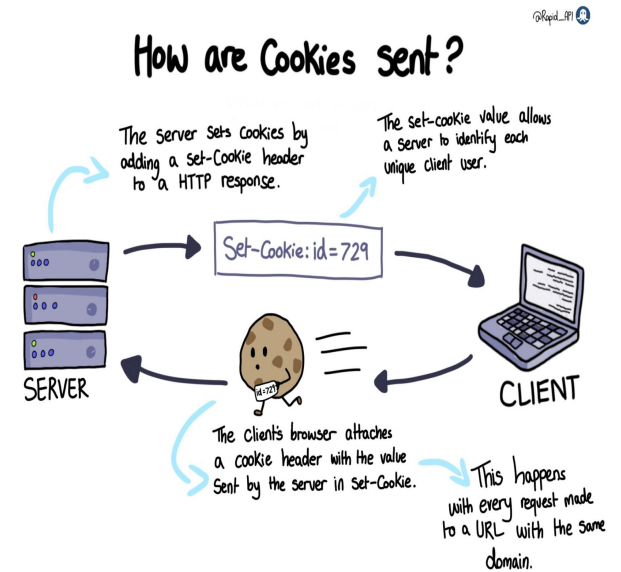 @Rapid_API
How are Cookies sent?
The server sets cookies by
adding a set-Cookie header
to a HTTP response.
The set-cookie value allows
a server to identify each
unique client user.
Set-Cookie: id=729
SERVER
CLIENT
id=729
The client's browser attaches
a cookie header with the value
sent by the server in set-Cookie.
This happens
with every request made
to a URL with the same
domain.